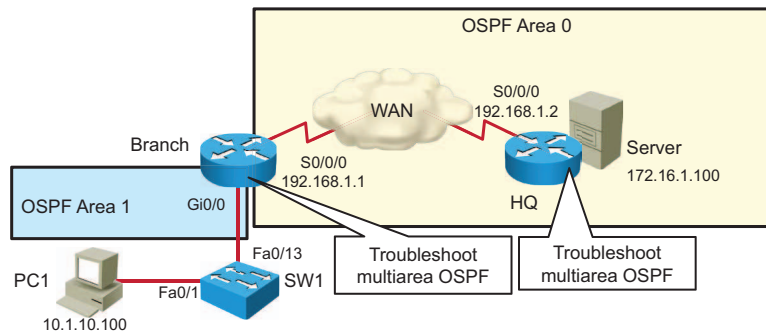 OSPF Area 0
WAN
S0/0/0
192.168.1.2
Branch
S0/0/0
192.168.1.1
Server
172.16.1.100
HQ
OSPF Area 1
Gi0/0
Troubleshoot
multiarea OSPF
Troubleshoot
multiarea OSPF
Fa0/13
PC1
Fa0/1
SW1
10.1.10.100